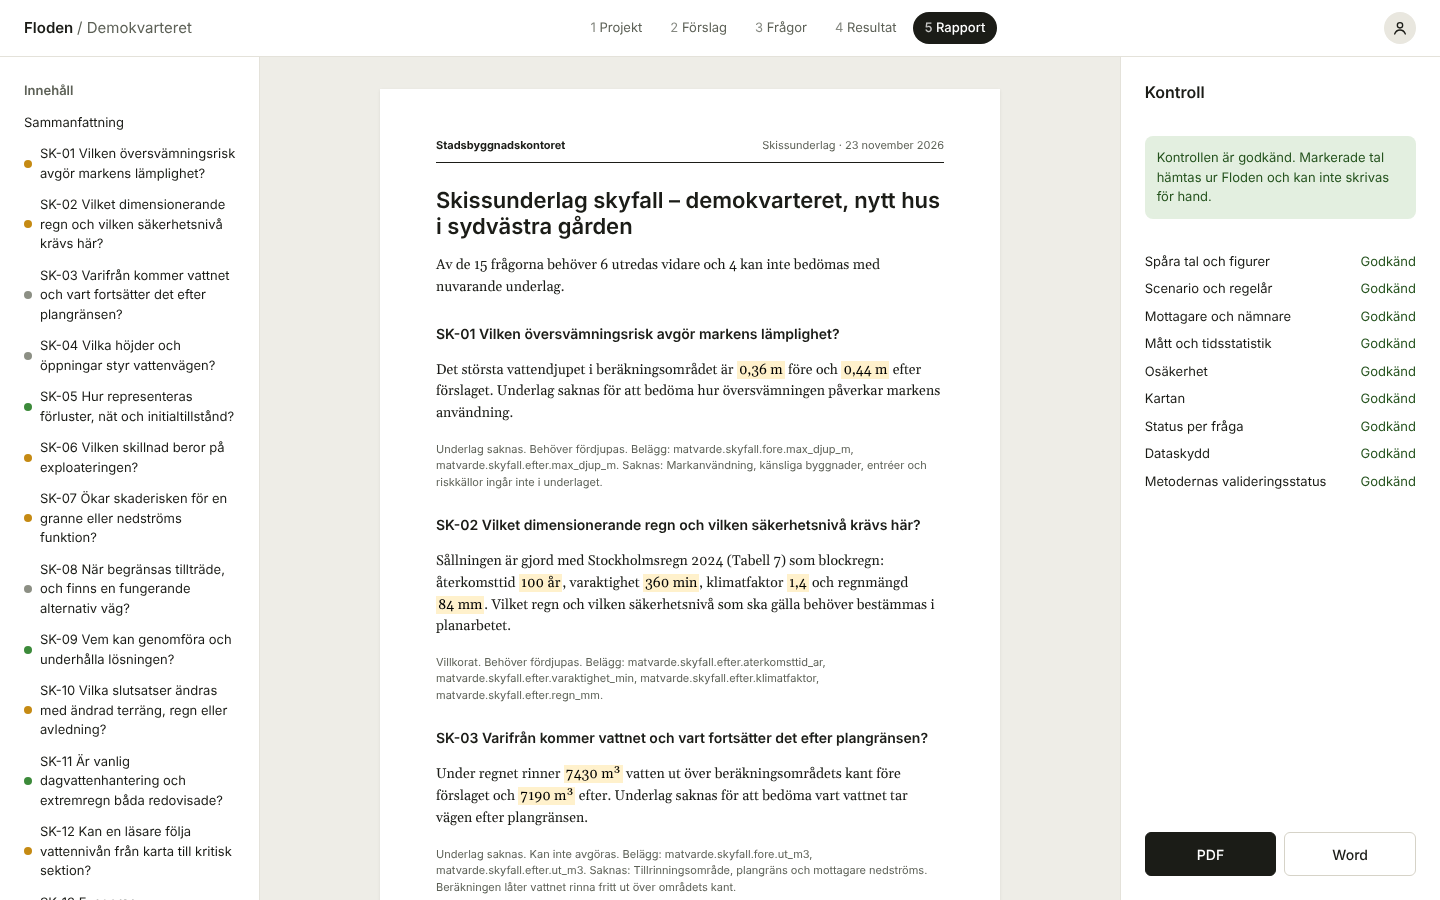 Floden / Demokvarteret
1 Projekt
2 Förslag
3 Frågor
4 Resultat
5 Rapport
Innehåll
Sammanfattning
SK-01 Vilken översvämningsrisk
avgör markens lämplighet?
SK-02 Vilket dimensionerande
regn och vilken säkerhetsnivå
krävs här?
SK-03 Varifrån kommer vattnet
och vart fortsätter det efter
plangränsen?
SK-04 Vilka höjder och
öppningar styr vattenvägen?
SK-05 Hur representeras
förluster, nät och initialtillstånd?
SK-06 Vilken skillnad beror på
exploateringen?
SK-07 Ökar skaderisken för en
granne eller nedströms
funktion?
SK-08 När begränsas tillträde,
och finns en fungerande
alternativ väg?
SK-09 Vem kan genomföra och
underhålla lösningen?
SK-10 Vilka slutsatser ändras
med ändrad terräng, regn eller
avledning?
SK-11 Är vanlig
dagvattenhantering och
extremregn båda redovisade?
SK-12 Kan en läsare följa
vattennivån från karta till kritisk
sektion?
Stadsbyggnadskontoret
Skissunderlag · 23 november 2026
Skissunderlag skyfall – demokvarteret, nytt hus
i sydvästra gården
Av de 15 frågorna behöver 6 utredas vidare och 4 kan inte bedömas med
nuvarande underlag.
SK-01 Vilken översvämningsrisk avgör markens lämplighet?
Det största vattendjupet i beräkningsområdet är 0,36 m före och 0,44 m efter
förslaget. Underlag saknas för att bedöma hur översvämningen påverkar markens
användning.
Underlag saknas. Behöver fördjupas. Belägg: matvarde.skyfall.fore.max_djup_m,
matvarde.skyfall.efter.max_djup_m. Saknas: Markanvändning, känsliga byggnader, entréer och
riskkällor ingår inte i underlaget.
SK-02 Vilket dimensionerande regn och vilken säkerhetsnivå krävs här?
Sållningen är gjord med Stockholmsregn 2024 (Tabell 7) som blockregn:
återkomsttid 100 år, varaktighet 360 min, klimatfaktor 1,4 och regnmängd
84 mm. Vilket regn och vilken säkerhetsnivå som ska gälla behöver bestämmas i
planarbetet.
Villkorat. Behöver fördjupas. Belägg: matvarde.skyfall.efter.aterkomsttid_ar,
matvarde.skyfall.efter.varaktighet_min, matvarde.skyfall.efter.klimatfaktor,
matvarde.skyfall.efter.regn_mm.
SK-03 Varifrån kommer vattnet och vart fortsätter det efter plangränsen?
Under regnet rinner 7430 m³ vatten ut över beräkningsområdets kant före
förslaget och 7190 m³ efter. Underlag saknas för att bedöma vart vattnet tar
vägen efter plangränsen.
Underlag saknas. Kan inte avgöras. Belägg: matvarde.skyfall.fore.ut_m3,
matvarde.skyfall.efter.ut_m3. Saknas: Tillrinningsområde, plangräns och mottagare nedströms.
Beräkningen låter vattnet rinna fritt ut över områdets kant.
Kontroll
Kontrollen är godkänd. Markerade tal
hämtas ur Floden och kan inte skrivas
för hand.
Spåra tal och figurer Godkänd
Scenario och regelår Godkänd
Mottagare och nämnare Godkänd
Mått och tidsstatistik Godkänd
Osäkerhet Godkänd
Kartan Godkänd
Status per fråga Godkänd
Dataskydd Godkänd
Metodernas valideringsstatus Godkänd
PDF
Word